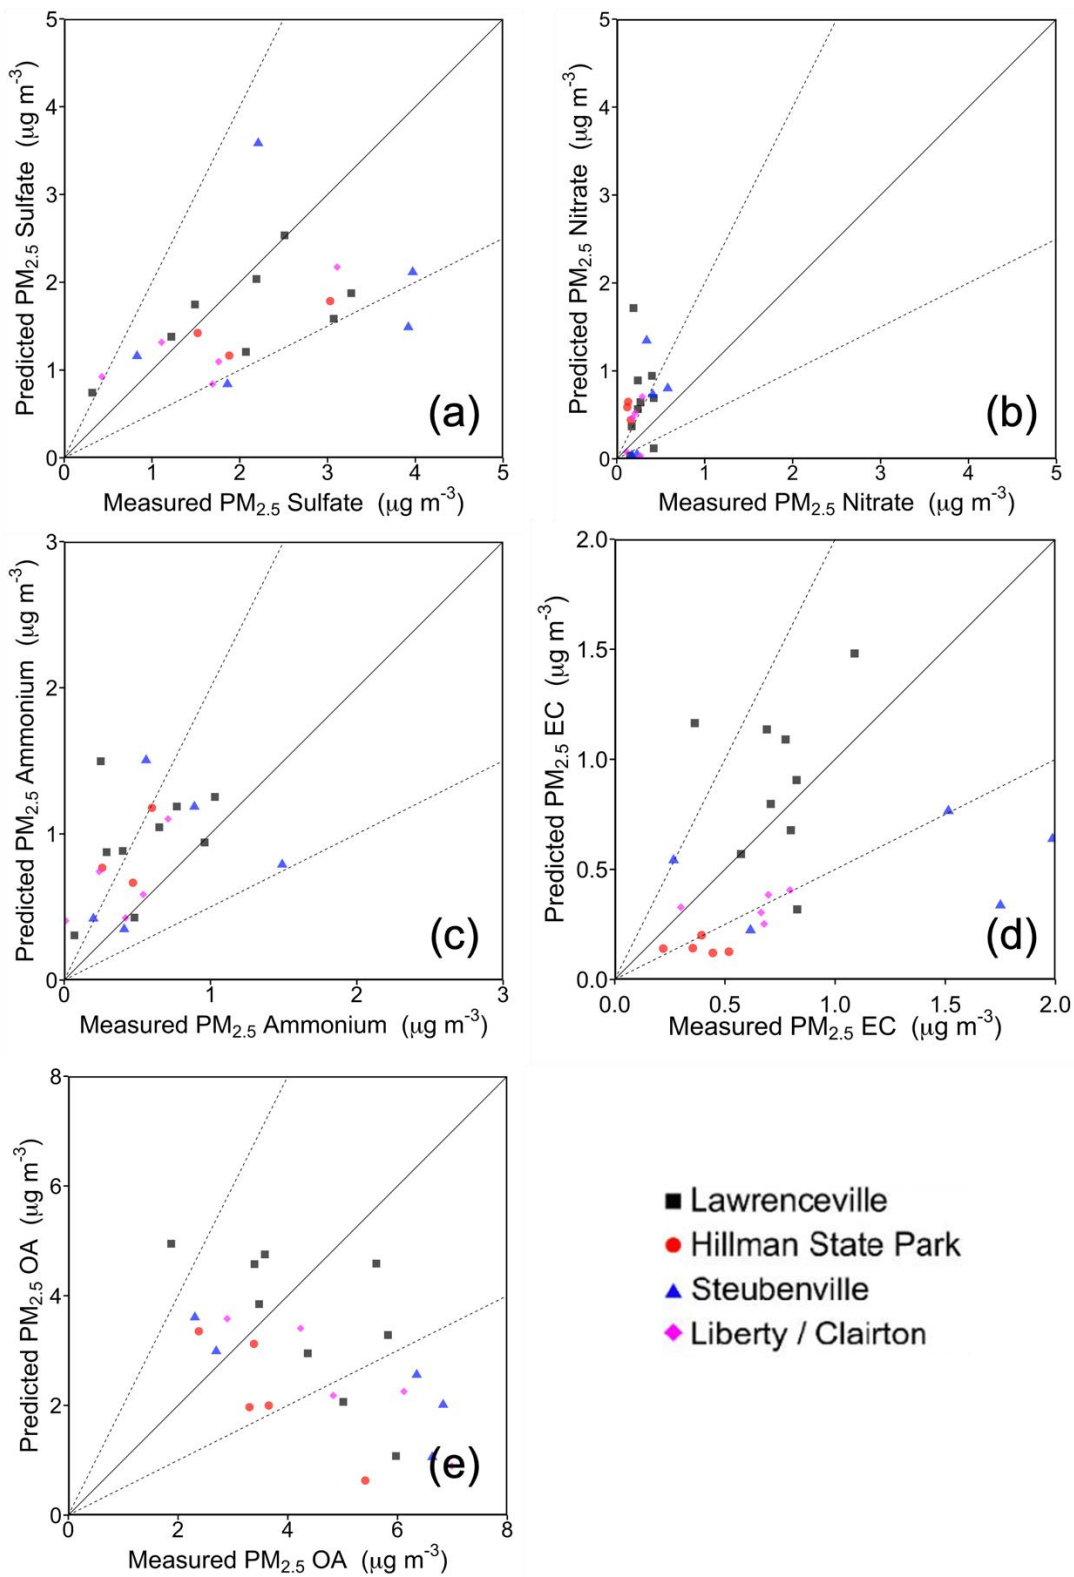 5
4
3
2
1
0
0 1 2 3 4 5
Predicted PM2.5 Sulfate (μg m-3)
Measured PM2.5 Sulfate (μg m-3)
(a)
5
4
3
2
1
0
0 1 2 3 4 5
Predicted PM2.5 Nitrate (μg m-3)
Measured PM2.5 Nitrate (μg m-3)
(b)
3
2
1
0
0 1 2 3
Predicted PM2.5 Ammonium (μg m-3)
Measured PM2.5 Ammonium (μg m-3)
(c)
2.0
1.5
1.0
0.5
0.0
0.0 0.5 1.0 1.5 2.0
Predicted PM2.5 EC (μg m-3)
Measured PM2.5 EC (μg m-3)
(d)
8
6
4
2
0
0 2 4 6 8
Predicted PM2.5 OA (μg m-3)
Measured PM2.5 OA (μg m-3)
(e)
Lawrenceville
Hillman State Park
Steubenville
Liberty / Clairton